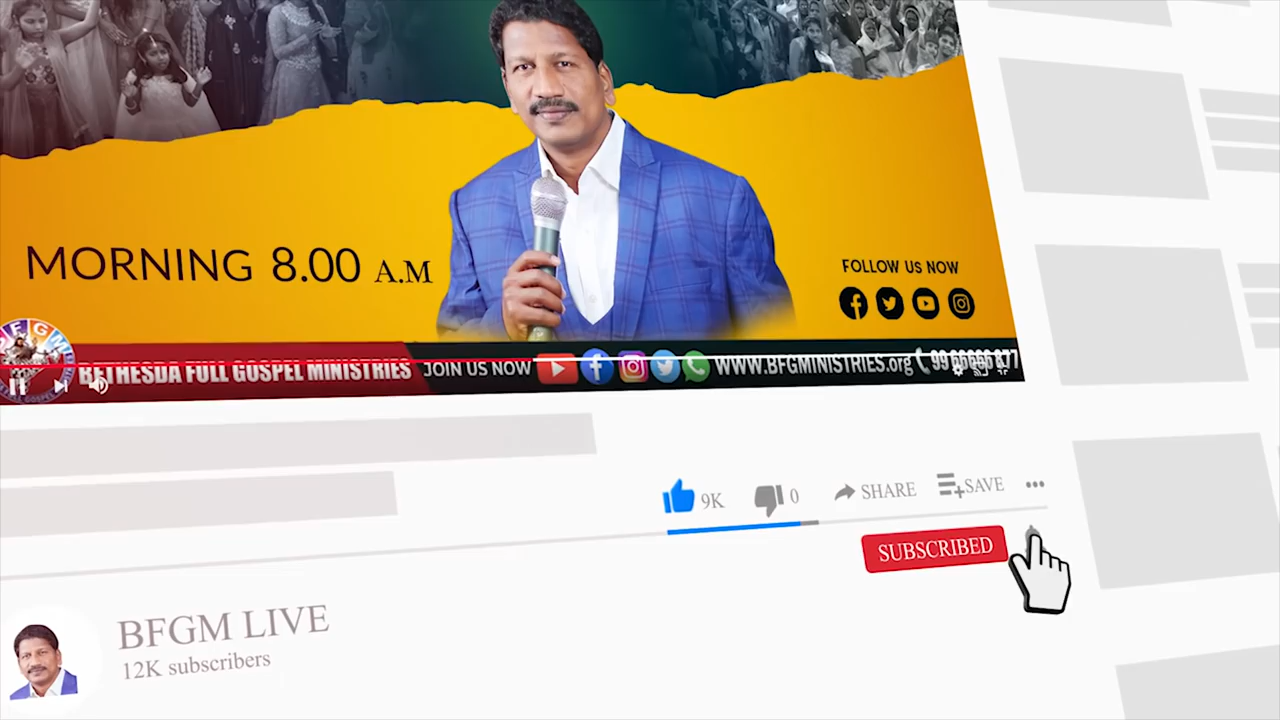 MORNING 8.00 A.M
FOLLOW US NOW
BFGM
BETHESDA FULL GOSPEL MINISTRIES
JOIN US NOW
WWW.BFGMINISTRIES.org
9K
0
SHARE
SAVE
SUBSCRIBED
BFGM LIVE
12K subscribers